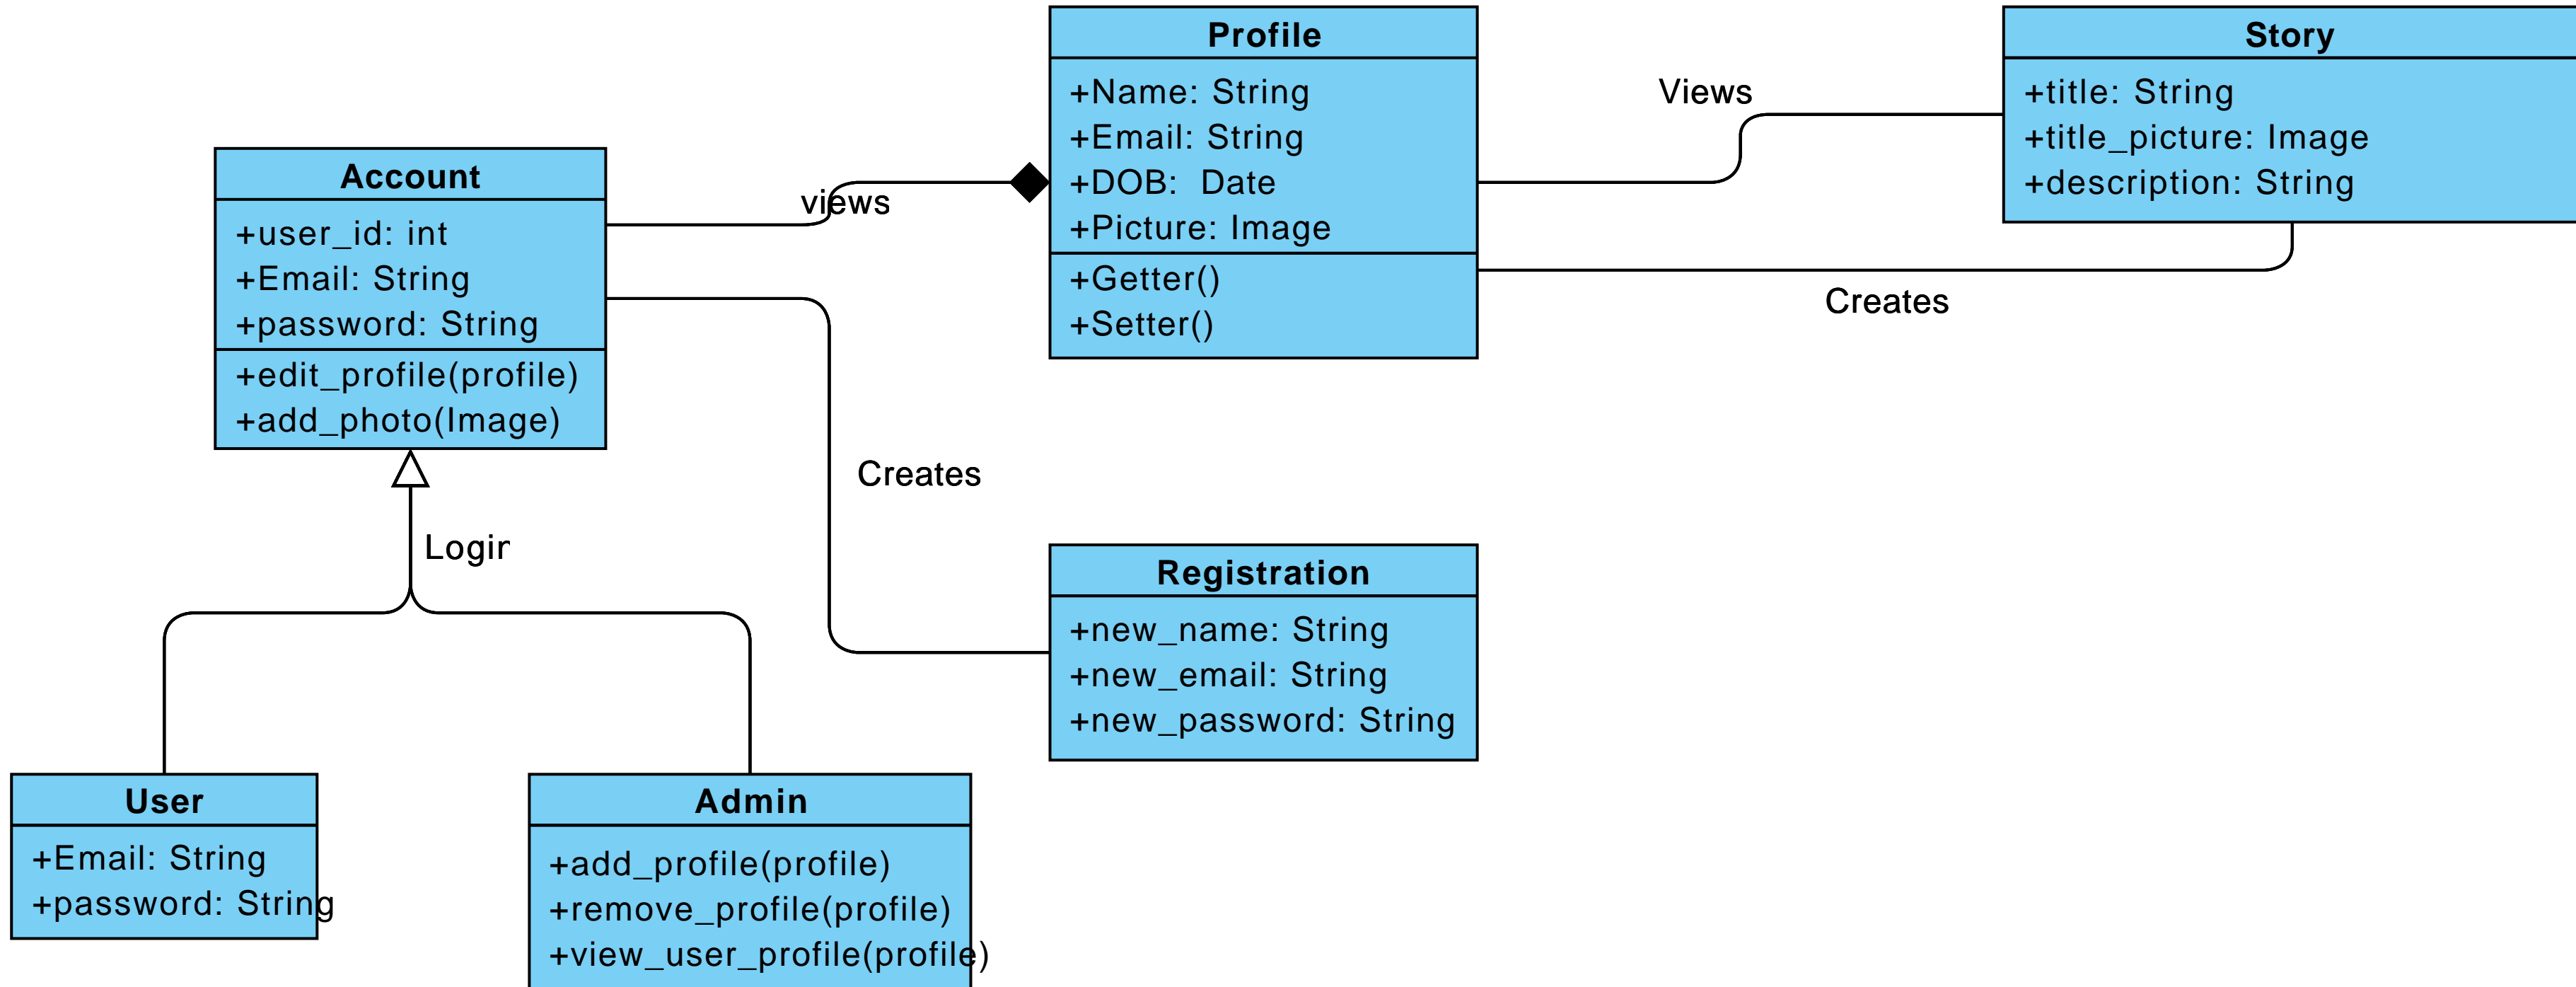 Profile
+Name: String
+Email: String
+DOB:  Date
+Picture: Image
+Getter()
+Setter()
Views
Story
+title: String
+title_picture: Image
+description: String
Creates
Account
+user_id: int
+Email: String
+password: String
+edit_profile(profile)
+add_photo(Image)
views
Creates
Login
Registration
+new_name: String
+new_email: String
+new_password: String
User
+Email: String
+password: String
Admin
+add_profile(profile)
+remove_profile(profile)
+view_user_profile(profile)